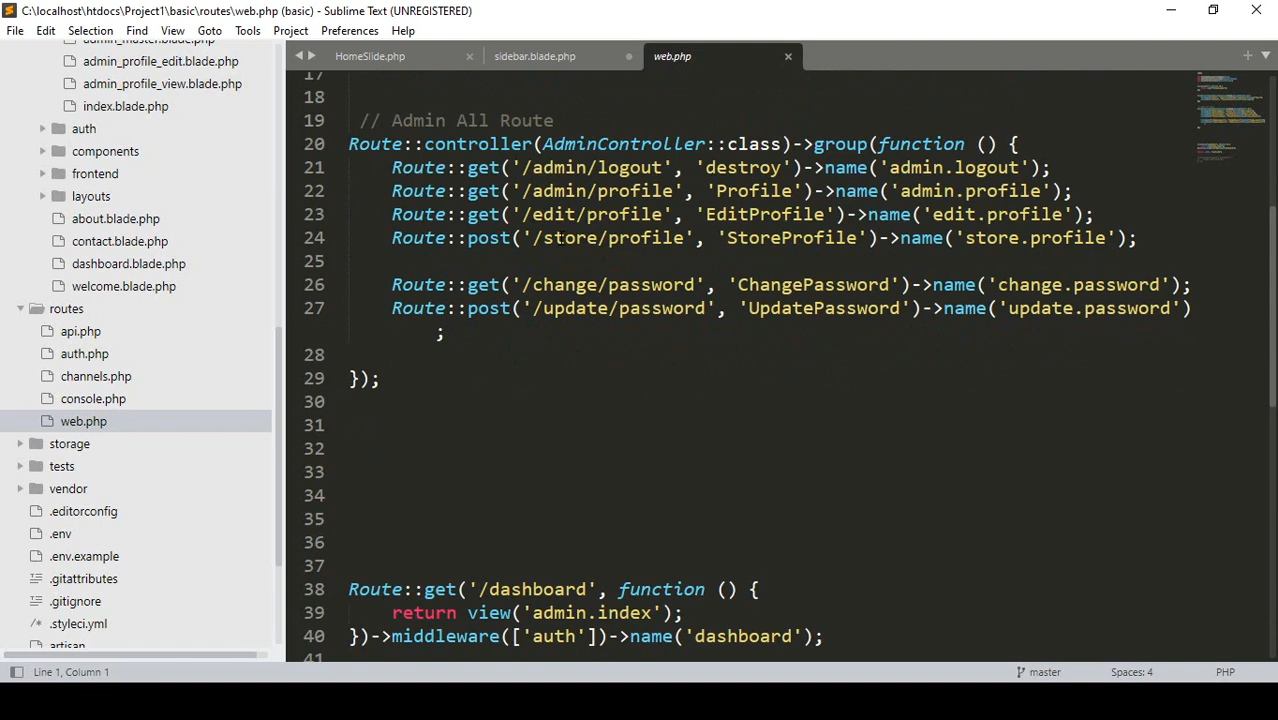 C:\localhost\htdocs\Project1\basic\routes\web.php (basic) - Sublime Text (UNREGISTERED)
File Edit Selection Find View Goto Tools Project Preferences Help
admin_master.blade.php
admin_profile_edit.blade.php
admin_profile_view.blade.php
index.blade.php
auth
components
frontend
layouts
about.blade.php
contact.blade.php
dashboard.blade.php
welcome.blade.php
routes
api.php
auth.php
channels.php
console.php
web.php
storage
tests
vendor
.editorconfig
.env
.env.example
.gitattributes
.gitignore
.styleci.yml
artisan
HomeSlide.php sidebar.blade.php web.php
17
18
19 // Admin All Route
20 Route::controller(AdminController::class)->group(function () {
21 Route::get('/admin/logout', 'destroy')->name('admin.logout');
22 Route::get('/admin/profile', 'Profile')->name('admin.profile');
23 Route::get('/edit/profile', 'EditProfile')->name('edit.profile');
24 Route::post('/store/profile', 'StoreProfile')->name('store.profile');
25
26 Route::get('/change/password', 'ChangePassword')->name('change.password');
27 Route::post('/update/password', 'UpdatePassword')->name('update.password')
;
28
29 });
30
31
32
33
34
35
36
37
38 Route::get('/dashboard', function () {
39 return view('admin.index');
40 })->middleware(['auth'])->name('dashboard');
41
Line 1, Column 1 master Spaces: 4 PHP